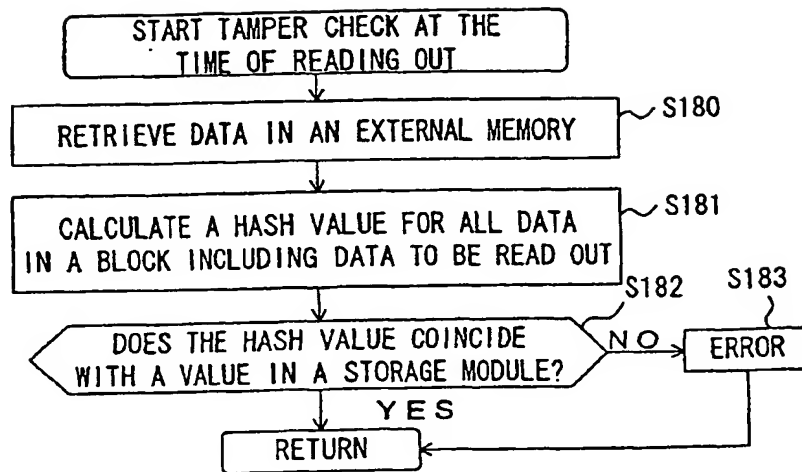 START TAMPER CHECK AT THE
TIME OF READING OUT
S180
RETRIEVE DATA IN AN EXTERNAL MEMORY
S181
CALCULATE A HASH VALUE FOR ALL DATA
IN A BLOCK INCLUDING DATA TO BE READ OUT
S182
S183
DOES THE HASH VALUE COINCIDE
WITH A VALUE IN A STORAGE MODULE?
NO
ERROR
YES
RETURN